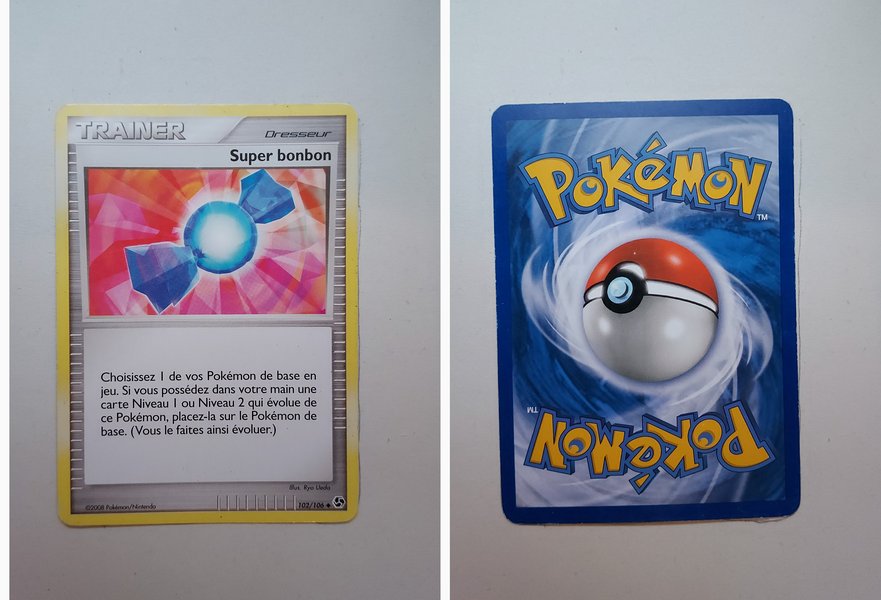 TRAINER
Dresseur
Super bonbon
Choisissez 1 de vos Pokémon de base en
jeu. Si vous possédez dans votre main une
carte Niveau 1 ou Niveau 2 qui évolue de
ce Pokémon, placez-la sur le Pokémon de
base. (Vous le faites ainsi évoluer.)
Illus. Ryo Ueda
©2008 Pokémon/Nintendo
102/106
POKÉMON
TM
TM
POKÉMON